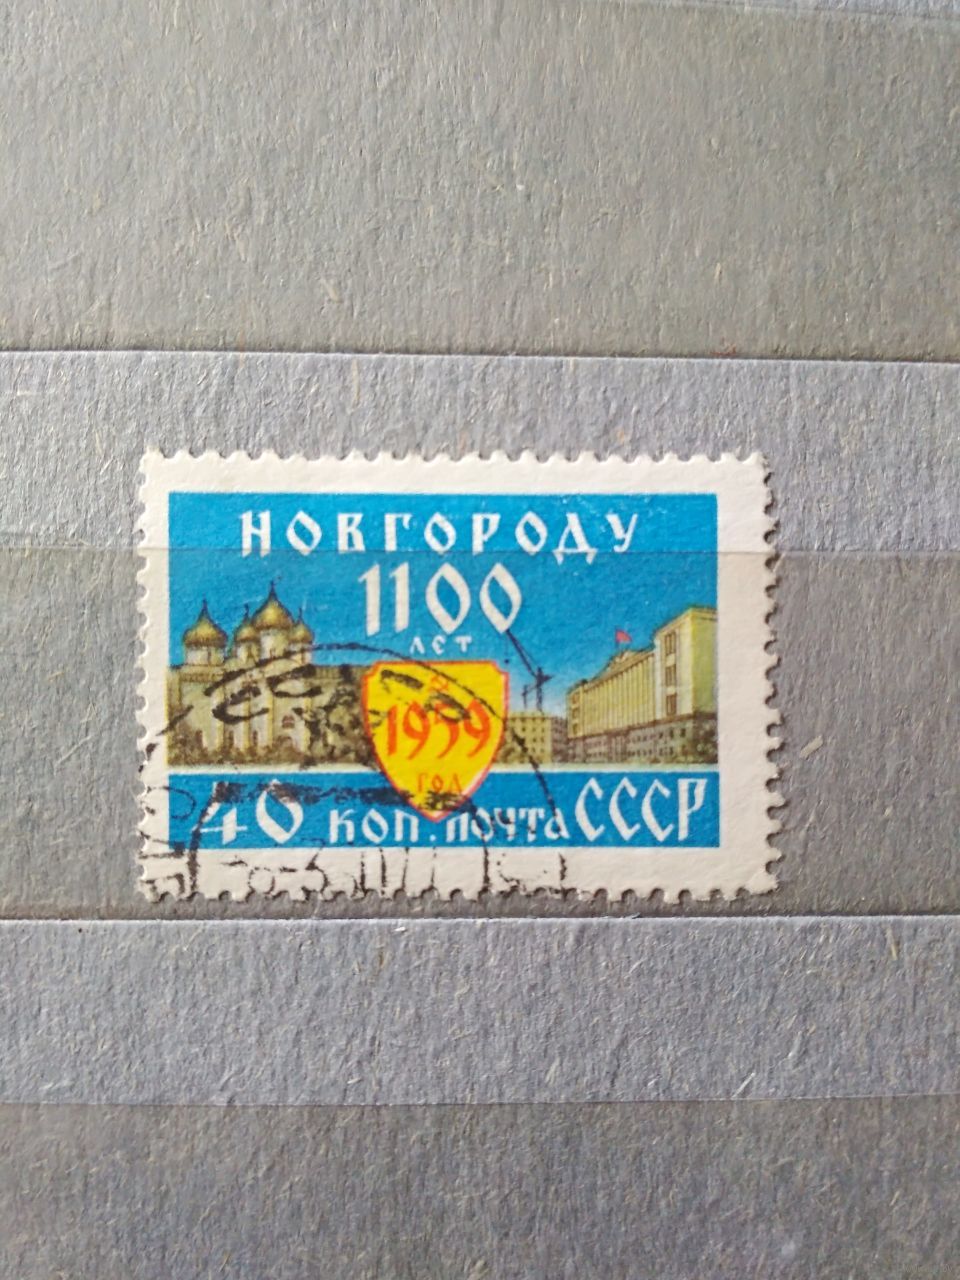 НОВГОРОДУ
1100
ЛЕТ
1959
ГОД
40 КОП. ПОЧТА СССР